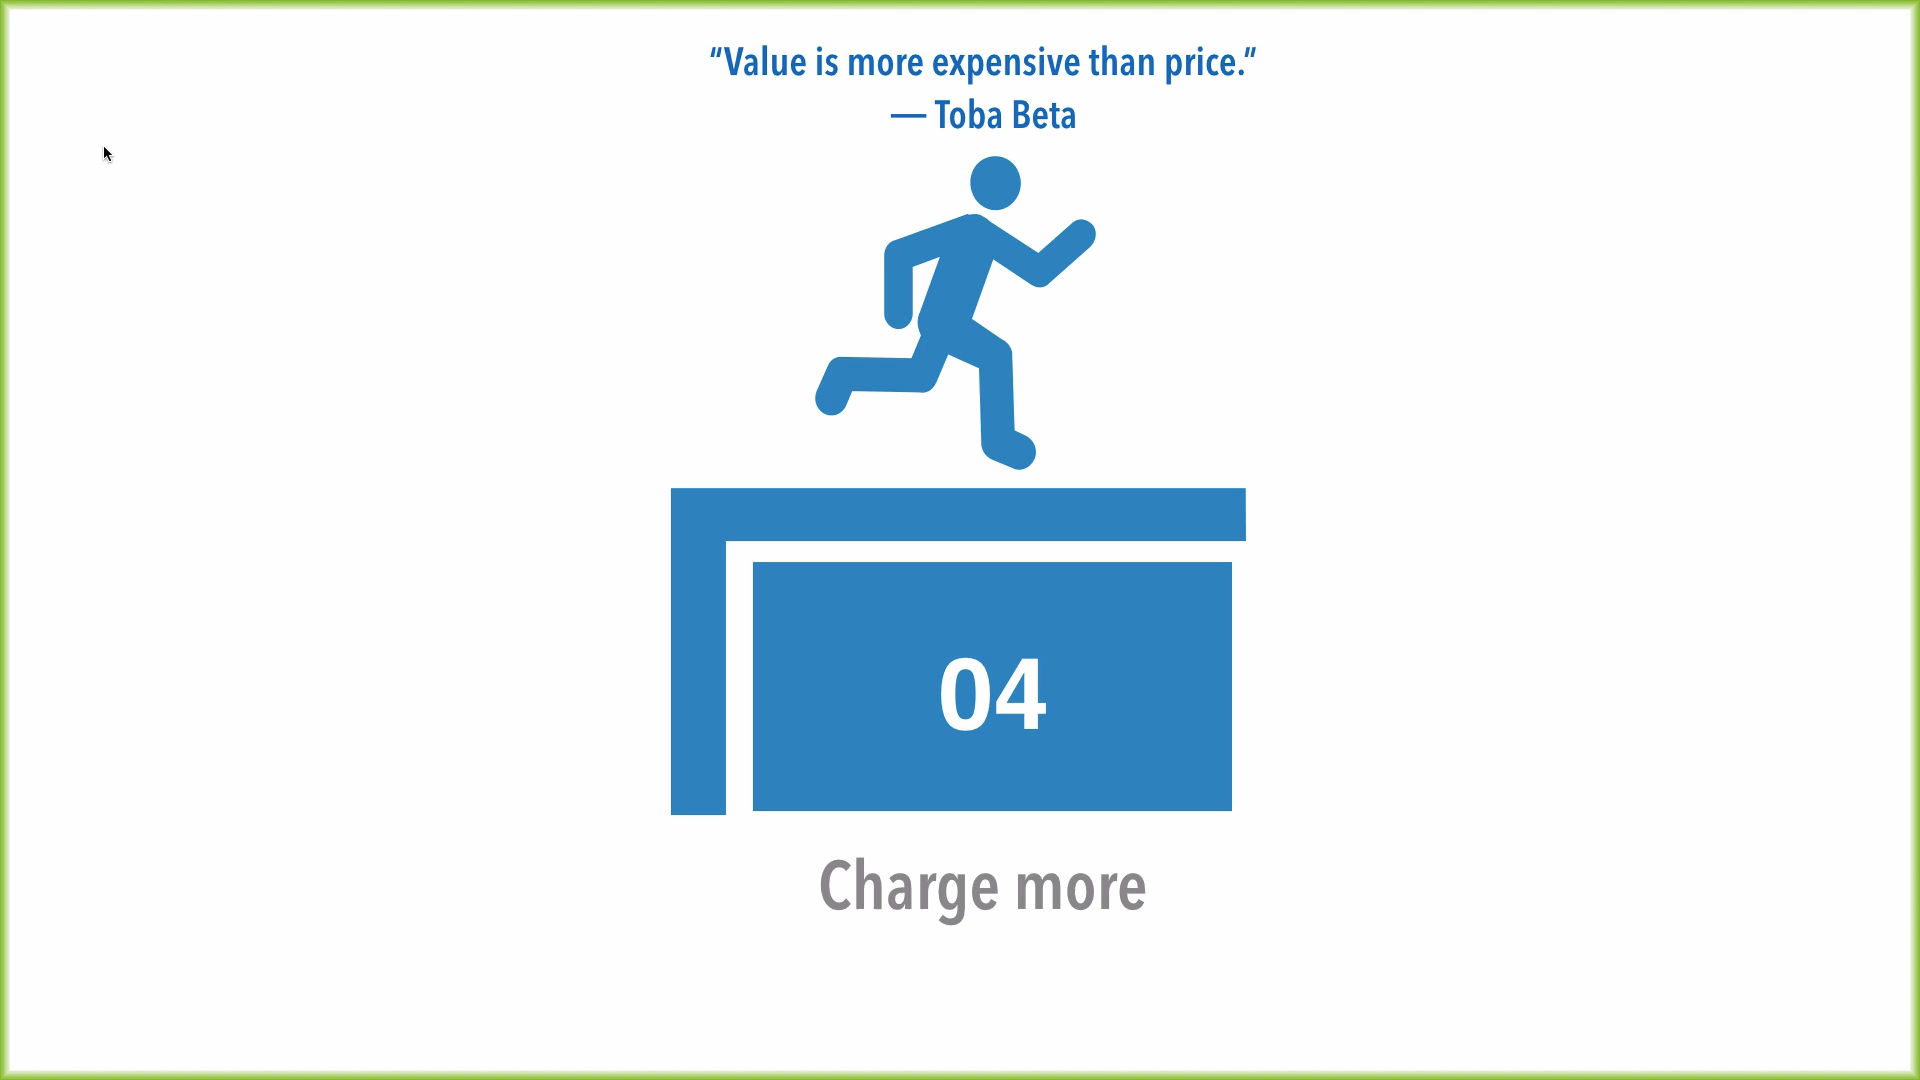 “Value is more expensive than price.”
— Toba Beta
04
Charge more